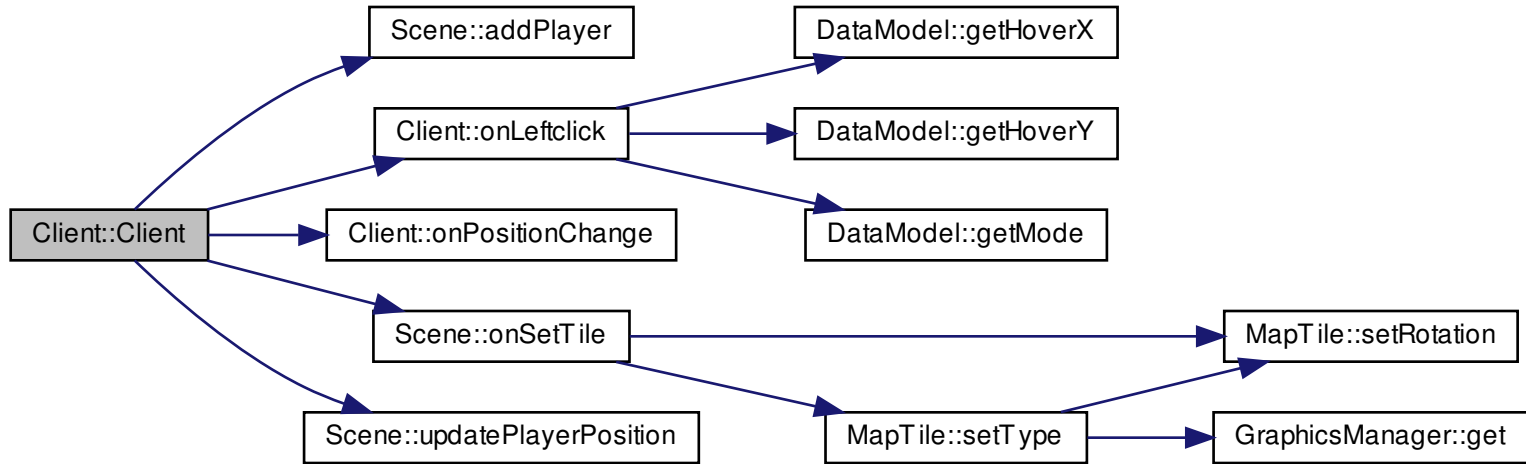 Scene::addPlayer
DataModel::getHoverX
Client::onLeftclick
DataModel::getHoverY
Client::Client
Client::onPositionChange
DataModel::getMode
Scene::onSetTile
MapTile::setRotation
Scene::updatePlayerPosition
MapTile::setType
GraphicsManager::get